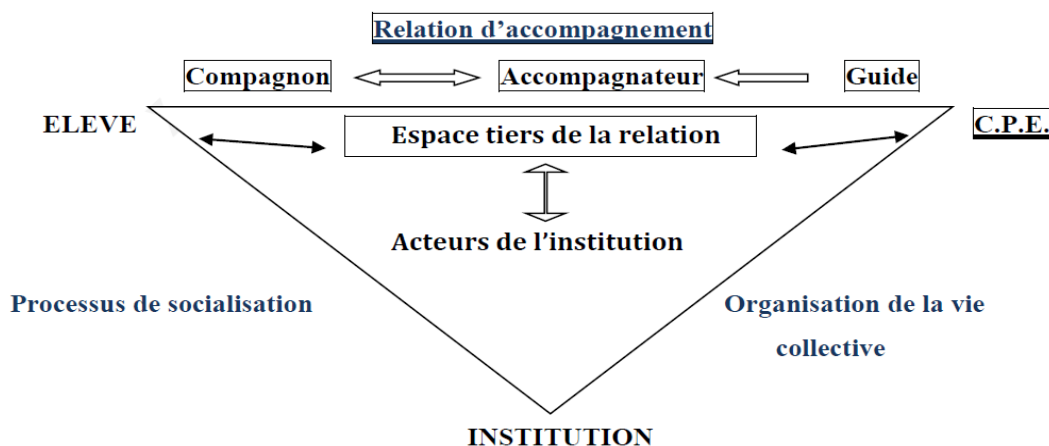 Relation d’accompagnement
Compagnon Accompagnateur Guide
ELEVE Espace tiers de la relation C.P.E.
Acteurs de l’institution
Processus de socialisation Organisation de la vie
collective
INSTITUTION